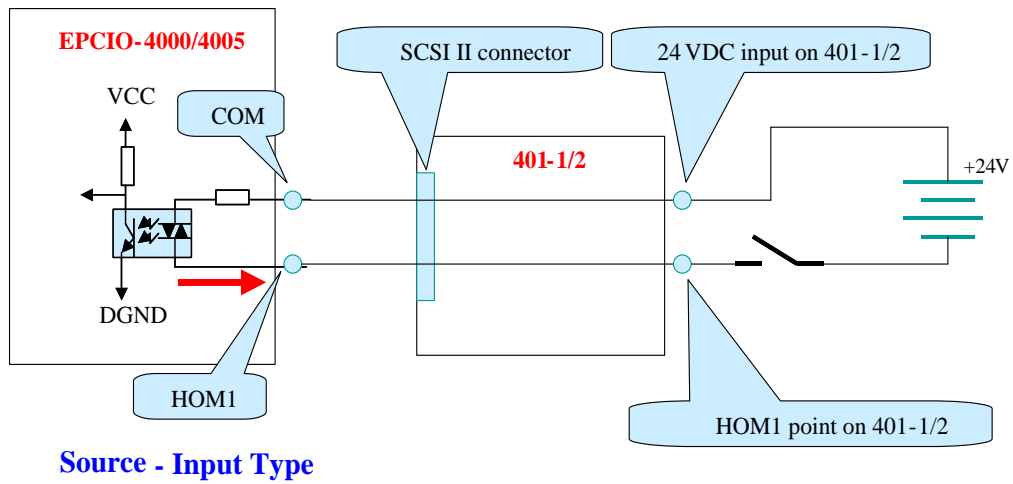 EPCIO-4000/4005
SCSI II connector
24 VDC input on 401-1/2
VCC
COM
401-1/2
+24V
DGND
HOM1
HOM1 point on 401-1/2
Source - Input Type